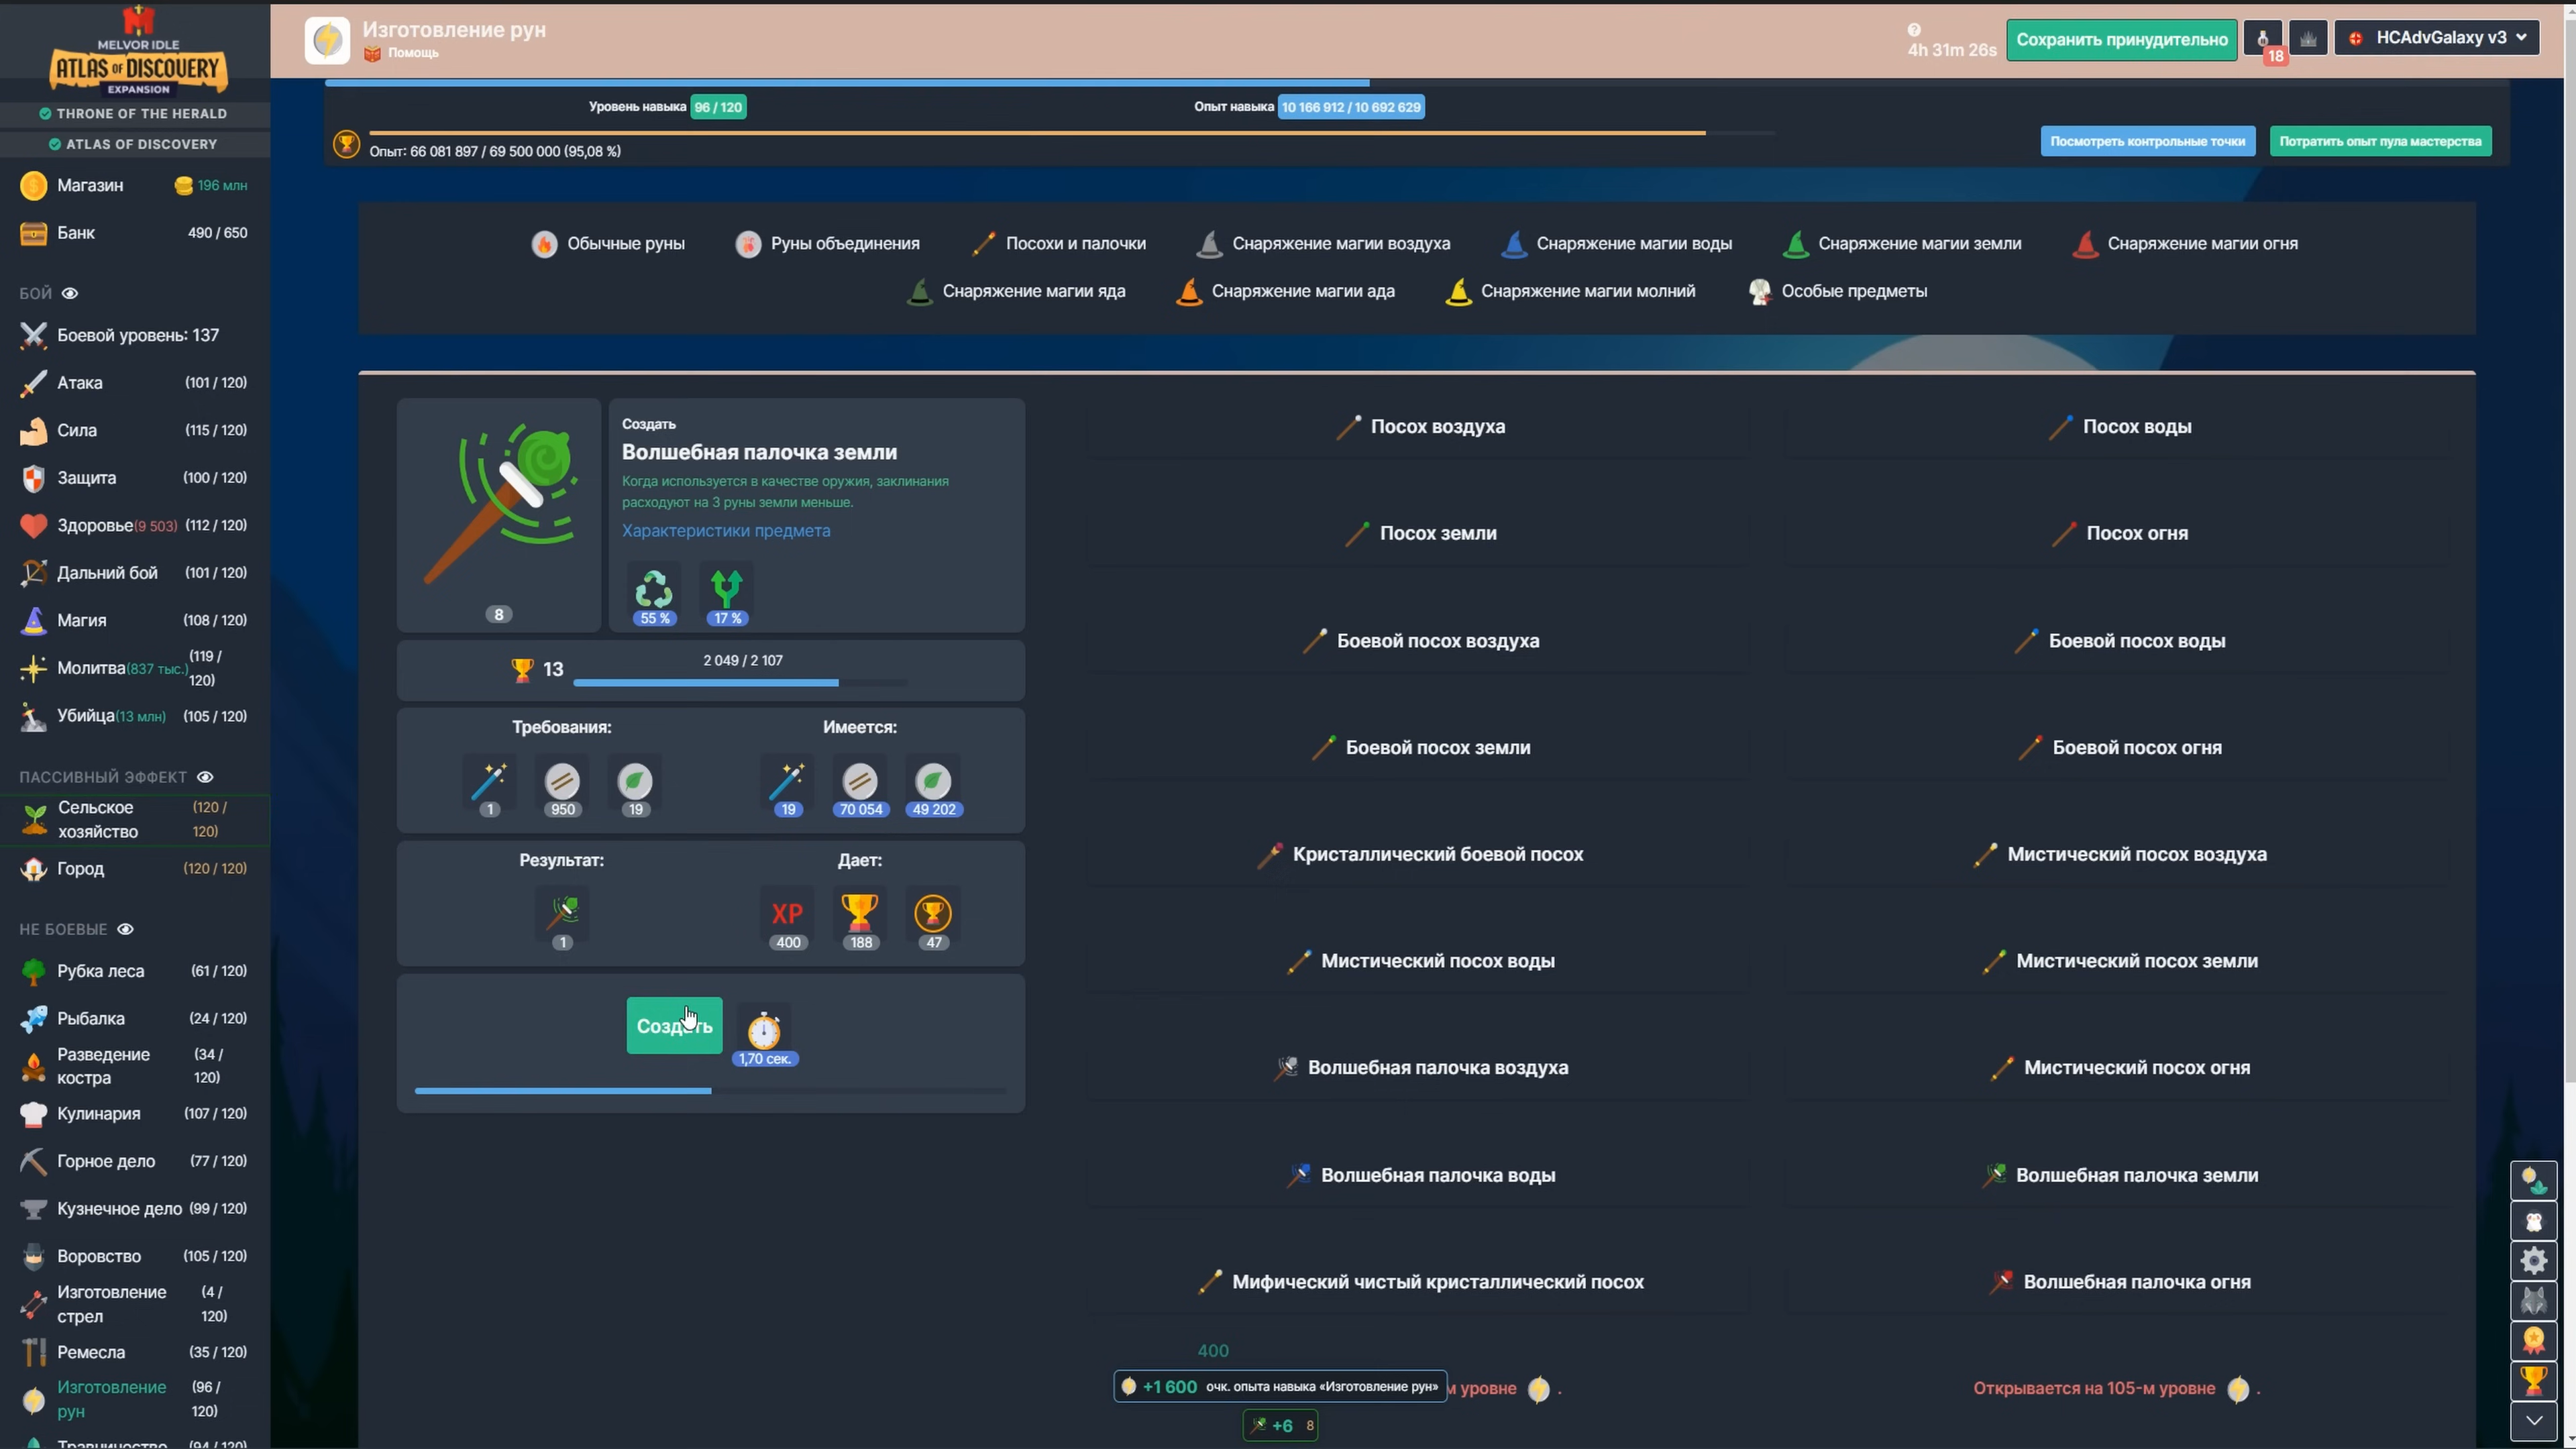 MELVOR IDLE
ATLAS OF DISCOVERY
EXPANSION
THRONE OF THE HERALD
ATLAS OF DISCOVERY
Магазин 196 млн
Банк 490 / 650
БОЙ
Боевой уровень: 137
Атака (101 / 120)
Сила (115 / 120)
Защита (100 / 120)
Здоровье(9 503) (112 / 120)
Дальний бой (101 / 120)
Магия (108 / 120)
Молитва(837 тыс.) (119 / 120)
Убийца(13 млн) (105 / 120)
ПАССИВНЫЙ ЭФФЕКТ
Сельское хозяйство (120 / 120)
Город (120 / 120)
НЕ БОЕВЫЕ
Рубка леса (61 / 120)
Рыбалка (24 / 120)
Разведение костра (34 / 120)
Кулинария (107 / 120)
Горное дело (77 / 120)
Кузнечное дело (99 / 120)
Воровство (105 / 120)
Изготовление стрел (4 / 120)
Ремесла (35 / 120)
Изготовление рун (96 / 120)
Травничество (94 / 120)
Изготовление рун
Помощь
4h 31m 26s
Сохранить принудительно
18
HCAdvGalaxy v3
Уровень навыка 96 / 120
Опыт навыка 10 166 912 / 10 692 629
Опыт: 66 081 897 / 69 500 000 (95,08 %)
Посмотреть контрольные точки
Потратить опыт пула мастерства
Обычные руны
Руны объединения
Посохи и палочки
Снаряжение магии воздуха
Снаряжение магии воды
Снаряжение магии земли
Снаряжение магии огня
Снаряжение магии яда
Снаряжение магии ада
Снаряжение магии молний
Особые предметы
8
Создать
Волшебная палочка земли
Когда используется в качестве оружия, заклинания
расходуют на 3 руны земли меньше.
Характеристики предмета
55 % 17 %
13
2 049 / 2 107
Требования: Имеется:
1 950 19 19 70 054 49 202
Результат: Дает:
1 XP 400 188 47
Создать
1,70 сек.
Посох воздуха Посох воды
Посох земли Посох огня
Боевой посох воздуха Боевой посох воды
Боевой посох земли Боевой посох огня
Кристаллический боевой посох Мистический посох воздуха
Мистический посох воды Мистический посох земли
Волшебная палочка воздуха Мистический посох огня
Волшебная палочка воды Волшебная палочка земли
Мифический чистый кристаллический посох Волшебная палочка огня
400
+1 600 очк. опыта навыка «Изготовление рун»
м уровне .
Открывается на 105-м уровне .
+6 8